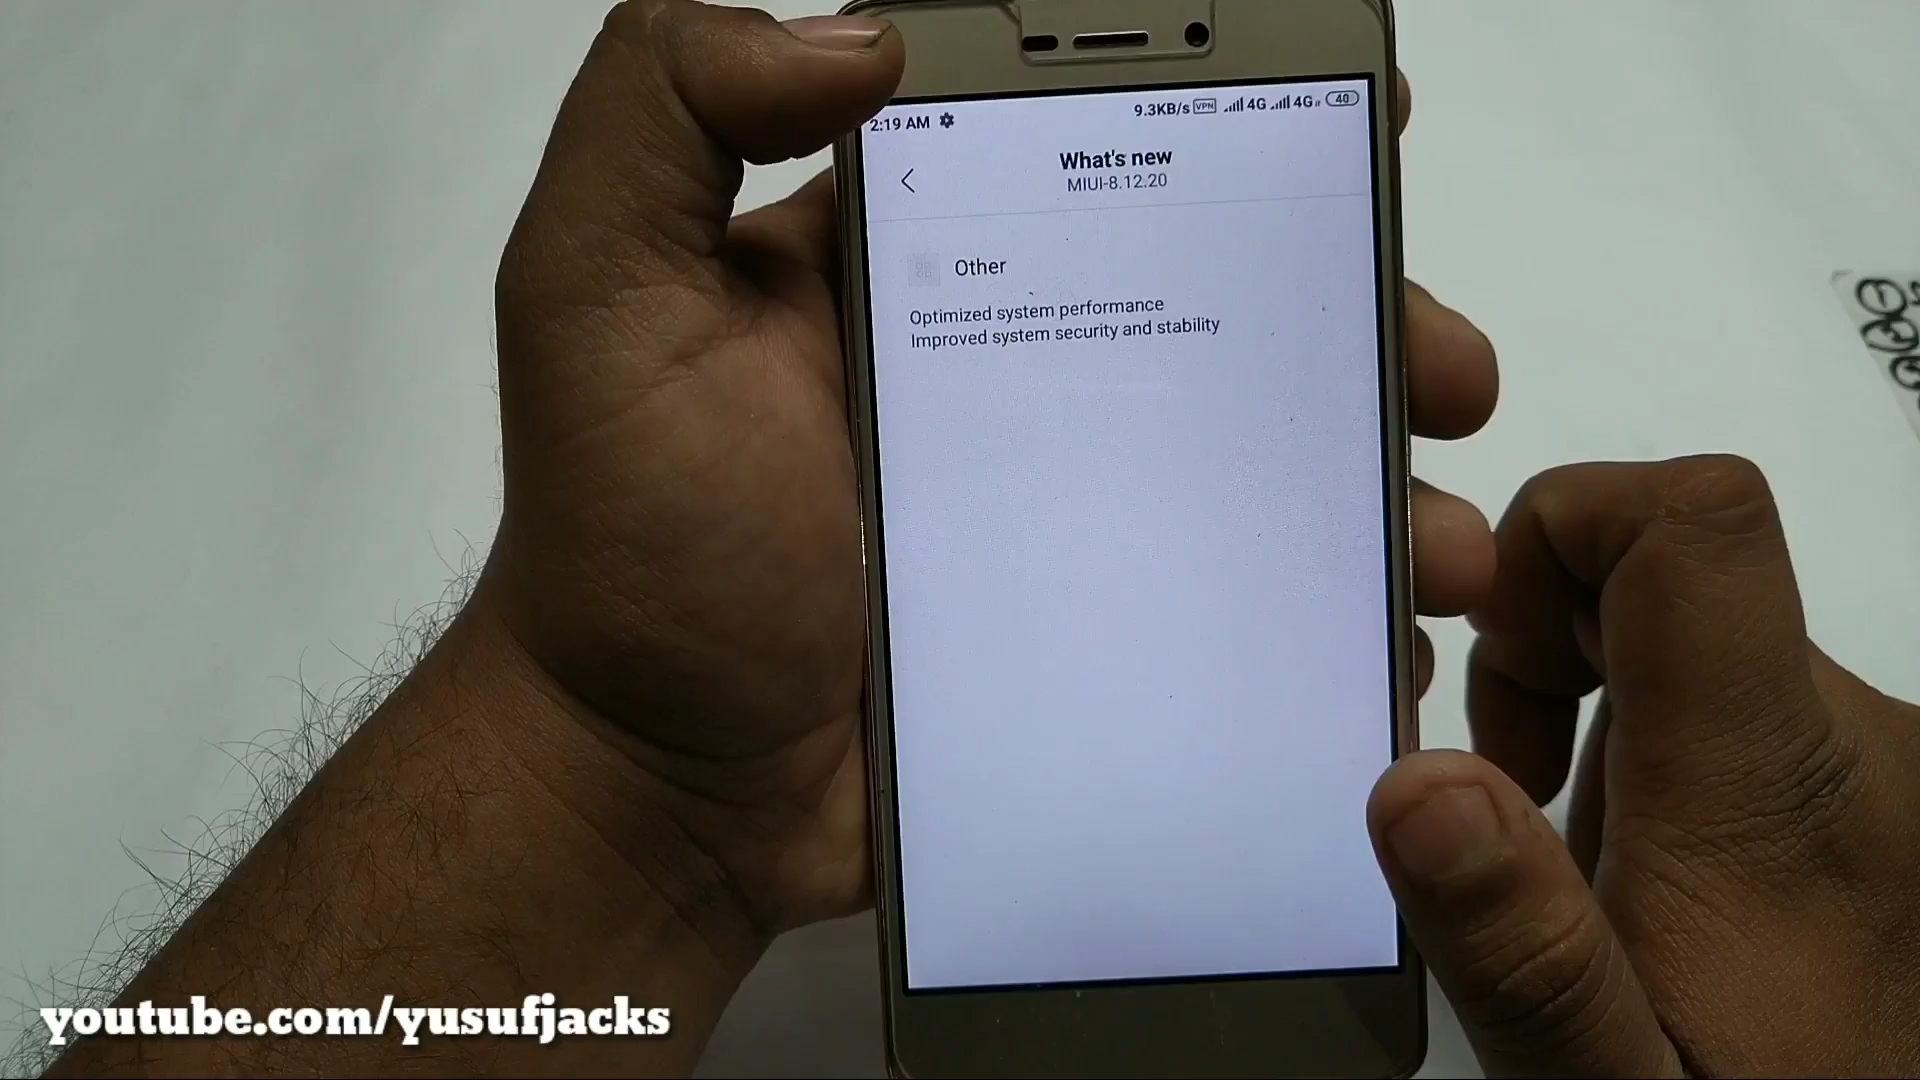 2:19 AM
9.3KB/s VPN 4G 4G 40
What's new
MIUI-8.12.20
Other
Optimized system performance
Improved system security and stability
youtube.com/yusufjacks